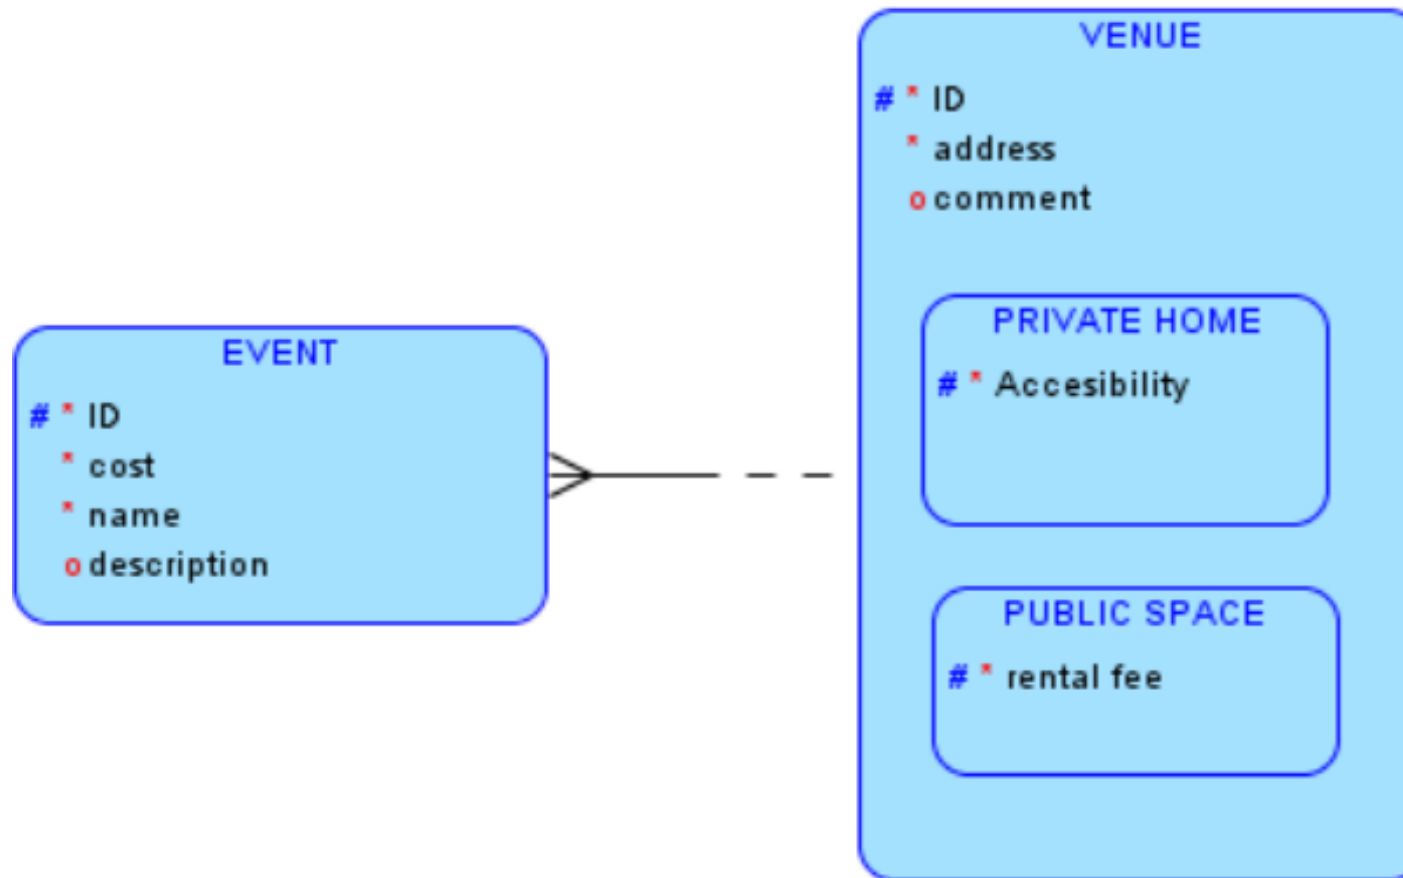 EVENT
# * ID
* cost
* name
o description
VENUE
# * ID
* address
o comment
PRIVATE HOME
# * Accesibility
PUBLIC SPACE
# * rental fee